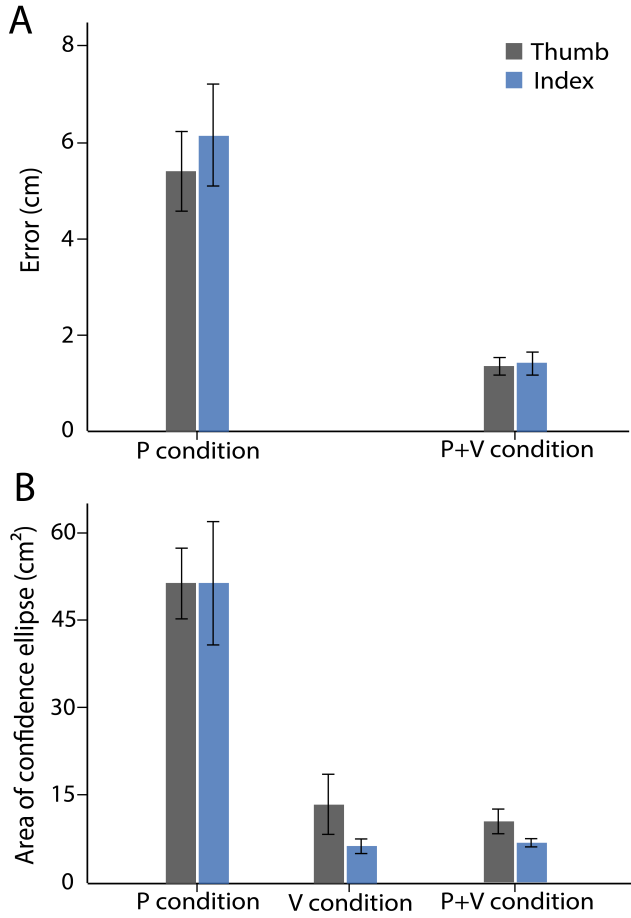 A
8
Thumb
Index
6
Error (cm)
4
2
0
P condition
P+V condition
B
60
Area of confidence ellipse (cm²)
45
30
15
0
P condition
V condition
P+V condition